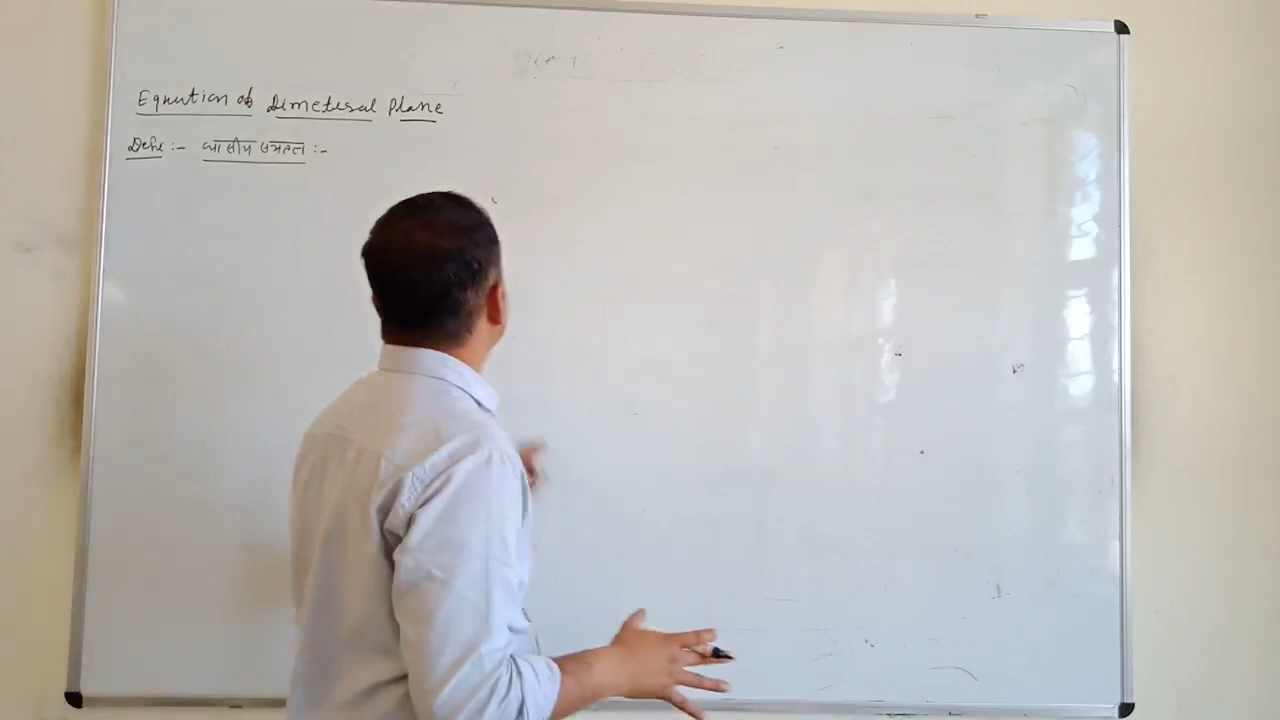 Equation of Dimetesal Plane
Defn :- व्यासीय समतल :-